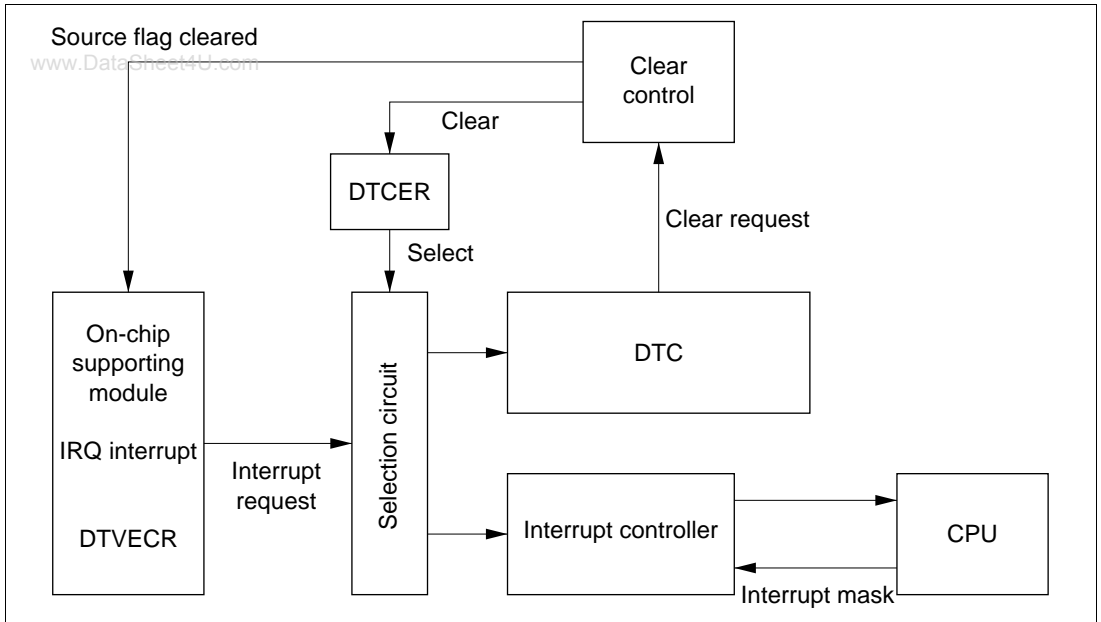 Source flag cleared
www.DataSheet4U.com
Clear
control
Clear
DTCER
Clear request
Select
On-chip
supporting
module
IRQ interrupt
DTVECR
Interrupt
request
Selection circuit
DTC
Interrupt controller
CPU
Interrupt mask